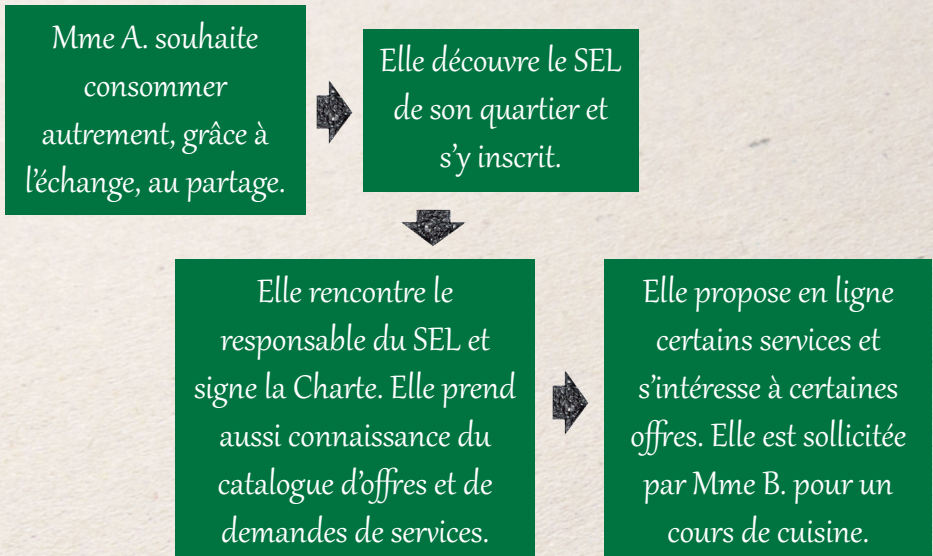 Mme A. souhaite
consommer
autrement, grâce à
l'échange, au partage.
Elle découvre le SEL
de son quartier et
s'y inscrit.
Elle rencontre le
responsable du SEL et
signe la Charte. Elle prend
aussi connaissance du
catalogue d'offres et de
demandes de services.
Elle propose en ligne
certains services et
s'intéresse à certaines
offres. Elle est sollicitée
par Mme B. pour un
cours de cuisine.